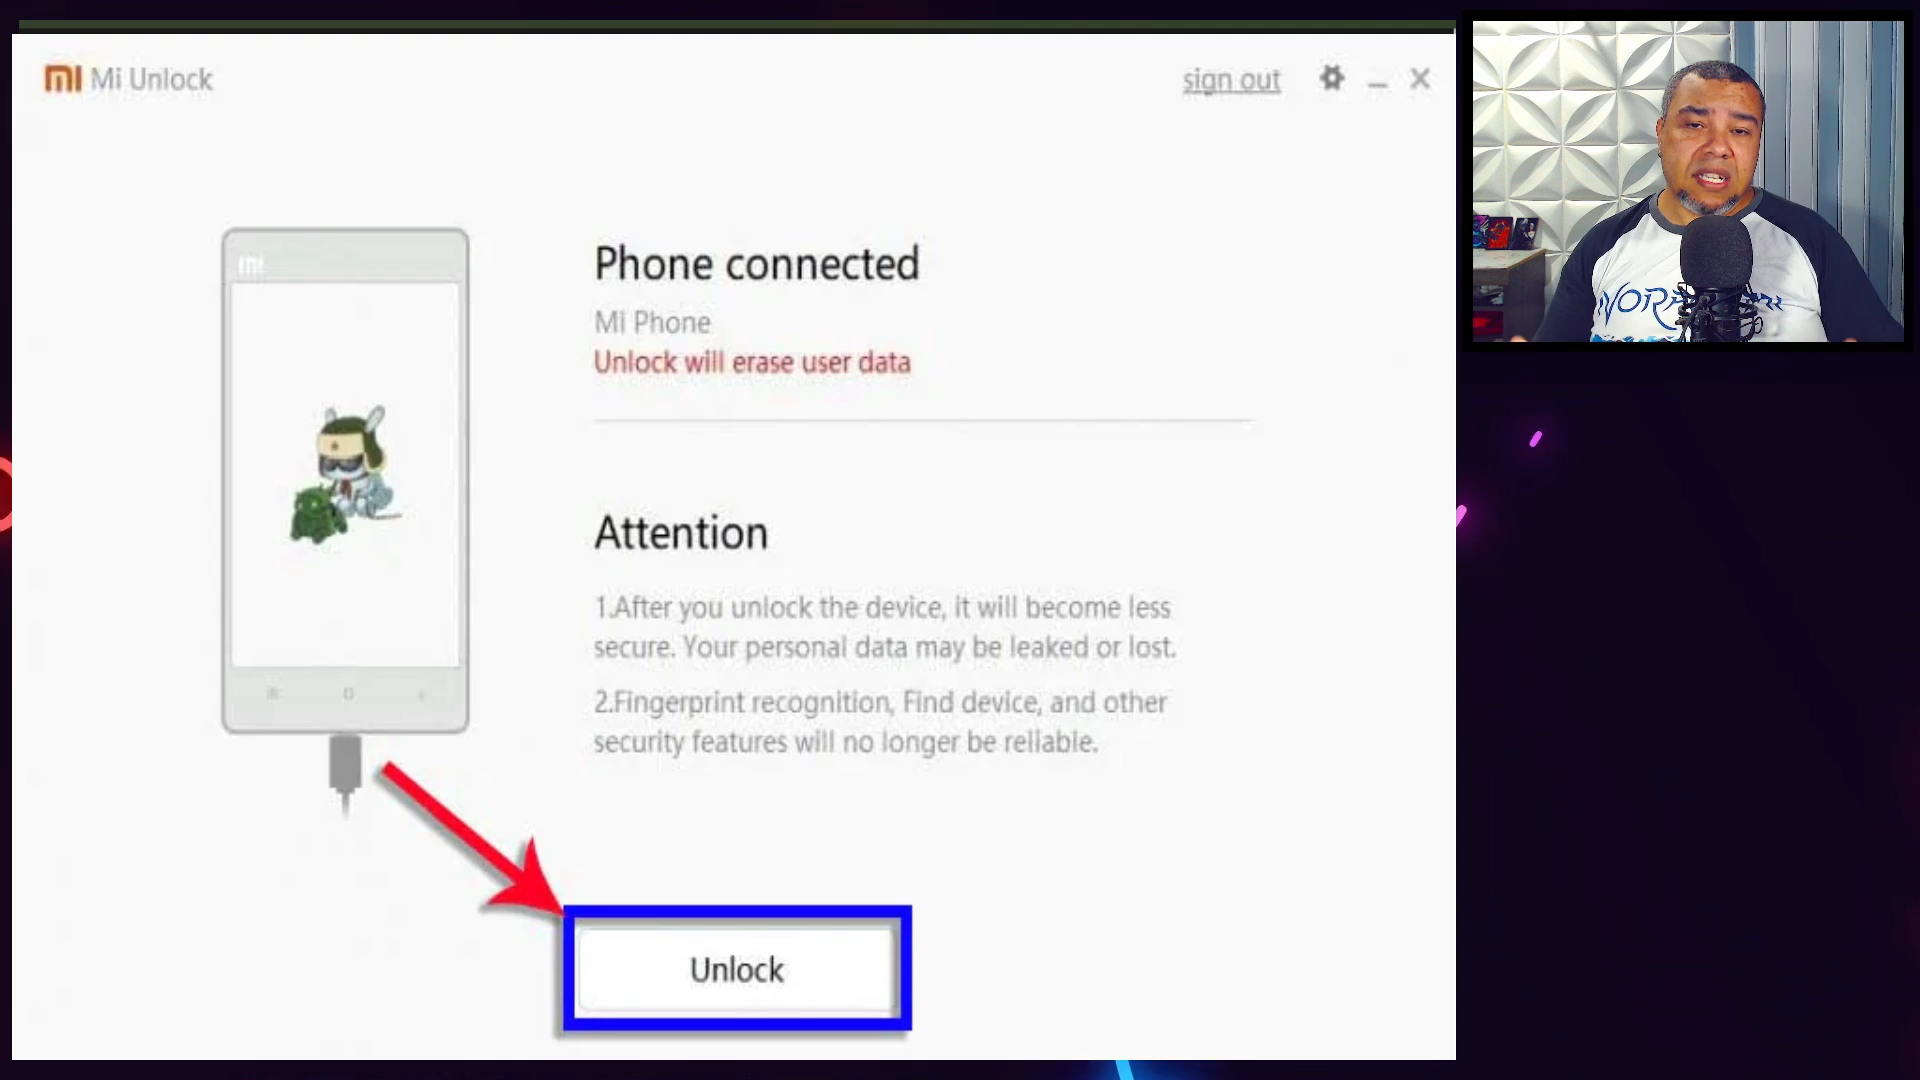 Mi Unlock
sign out
Phone connected
Mi Phone
Unlock will erase user data
Attention
1.After you unlock the device, it will become less
secure. Your personal data may be leaked or lost.
2.Fingerprint recognition, Find device, and other
security features will no longer be reliable.
Unlock